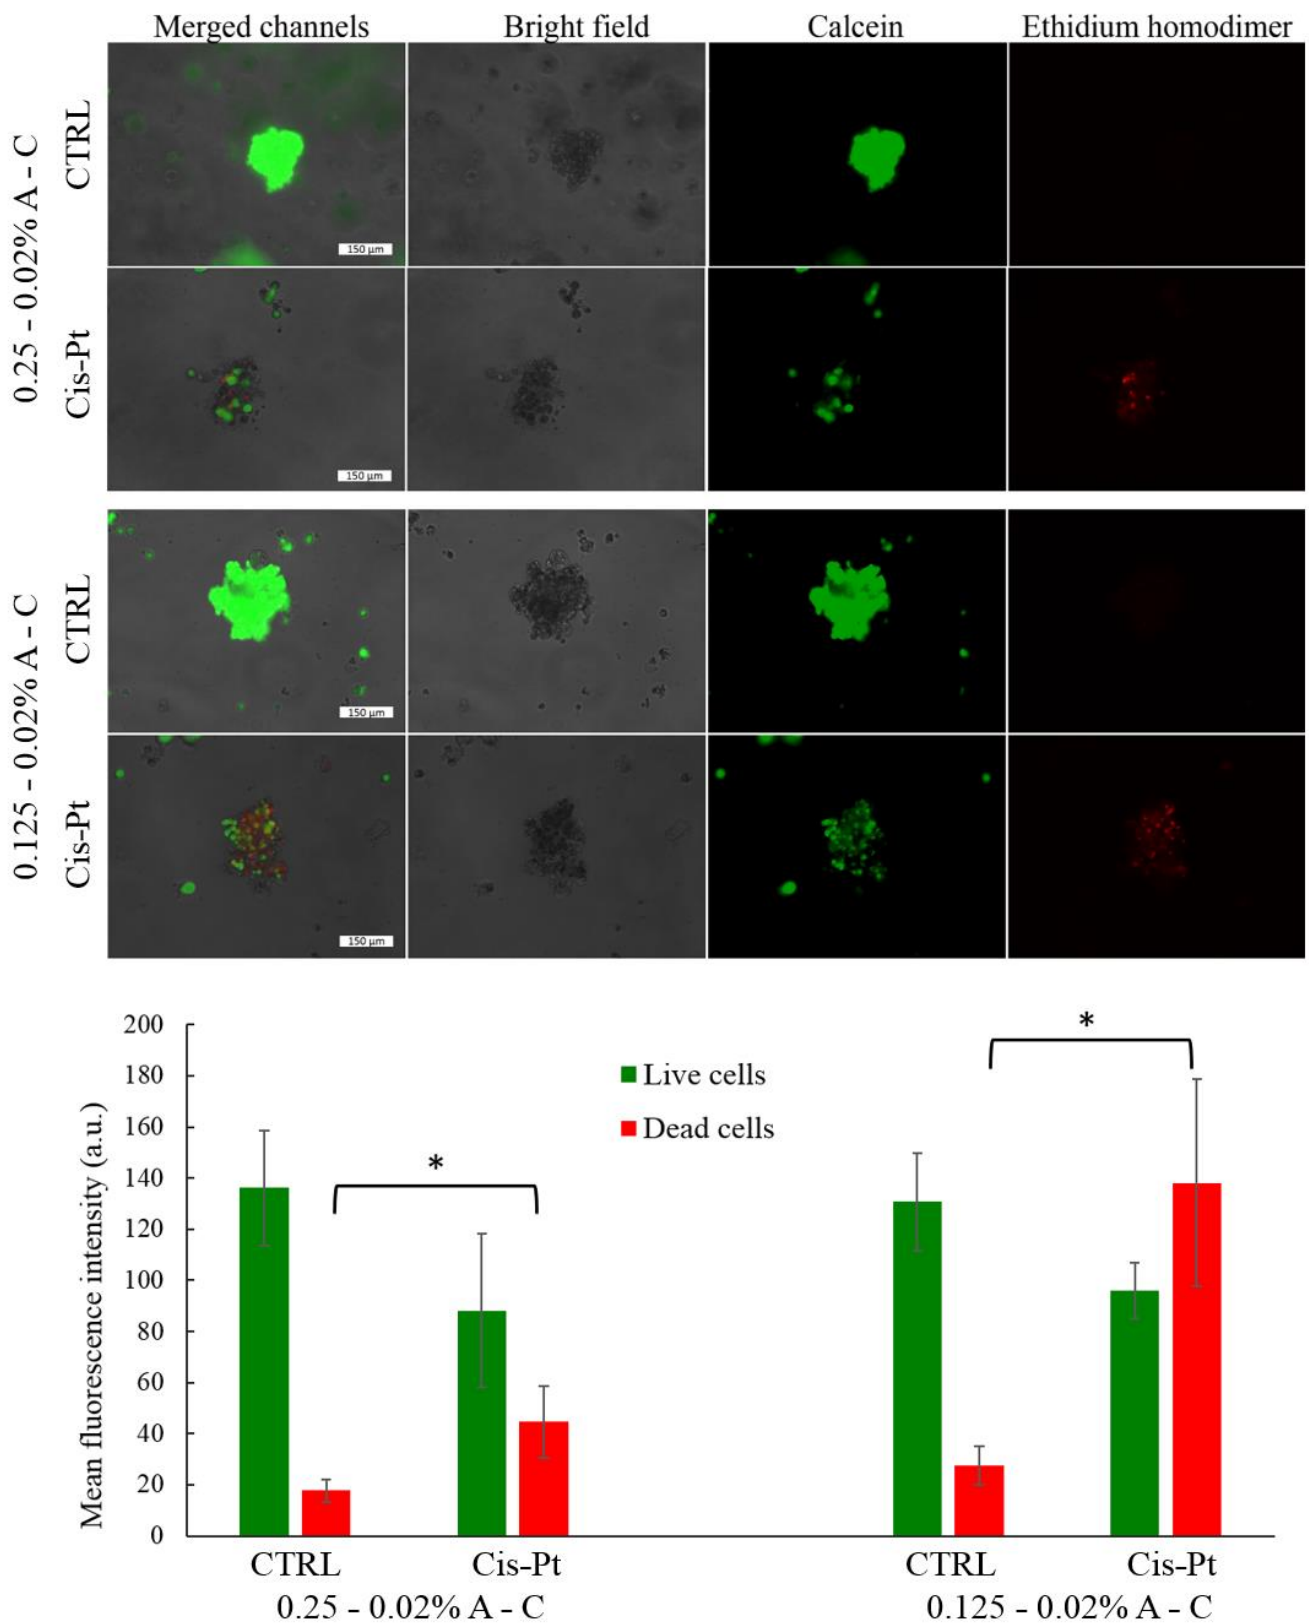 Merged channels Bright field Calcein Ethidium homodimer
0.25 - 0.02% A - C
CTRL
150 µm
Cis-Pt
150 µm
0.125 - 0.02% A - C
CTRL
150 µm
Cis-Pt
150 µm
Mean fluorescence intensity (a.u.)
200
180
160
140
120
100
80
60
40
20
0
*
Live cells
Dead cells
*
CTRL Cis-Pt CTRL Cis-Pt
0.25 - 0.02% A - C 0.125 - 0.02% A - C